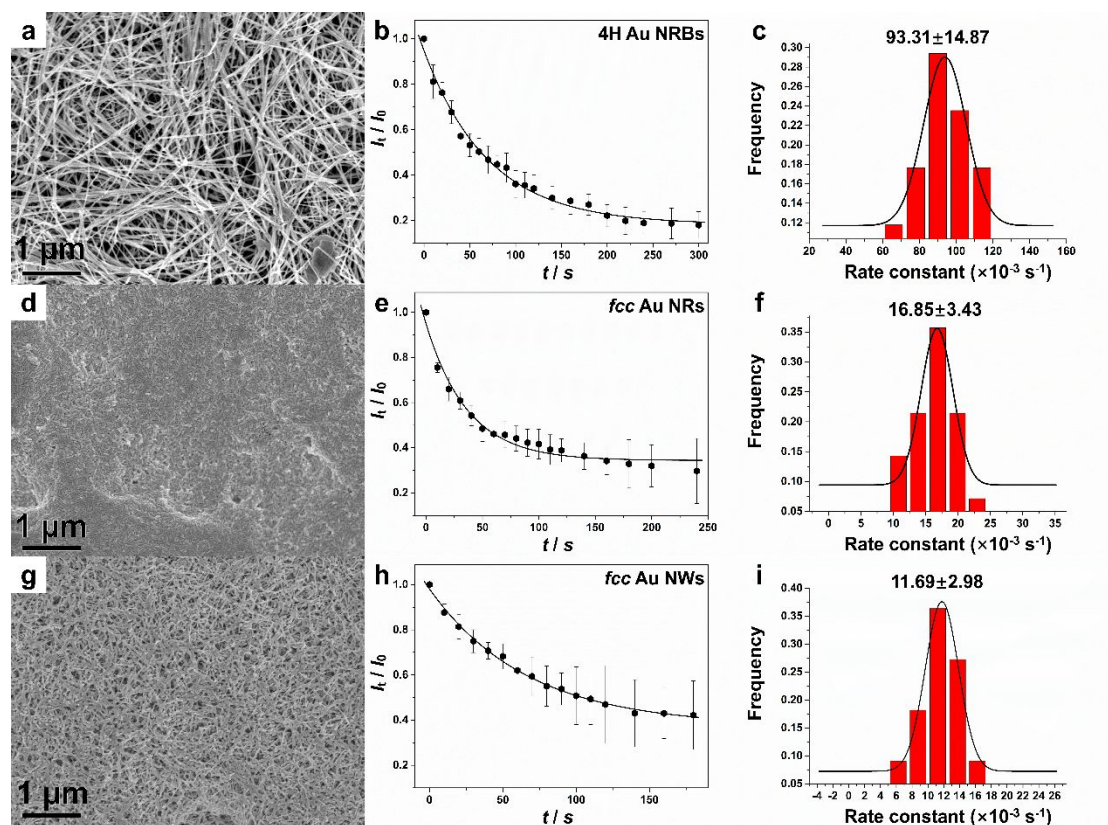 a
1 μm
b
4H Au NRBs
1.0
0.8
0.6
0.4
0.2
I_t / I_0
0 50 100 150 200 250 300
t / s
c
93.31±14.87
0.30
0.28
0.26
0.24
0.22
0.20
0.18
0.16
0.14
0.12
Frequency
20 40 60 80 100 120 140 160
Rate constant (×10⁻³ s⁻¹)
d
1 μm
e
fcc Au NRs
1.0
0.8
0.6
0.4
0.2
I_t / I_0
0 50 100 150 200 250
t / s
f
16.85±3.43
0.35
0.30
0.25
0.20
0.15
0.10
0.05
Frequency
0 5 10 15 20 25 30 35
Rate constant (×10⁻³ s⁻¹)
g
1 μm
h
fcc Au NWs
1.0
0.8
0.6
0.4
0.2
I_t / I_0
0 50 100 150
t / s
i
11.69±2.98
0.40
0.35
0.30
0.25
0.20
0.15
0.10
0.05
Frequency
-4 -2 0 2 4 6 8 10 12 14 16 18 20 22 24 26
Rate constant (×10⁻³ s⁻¹)